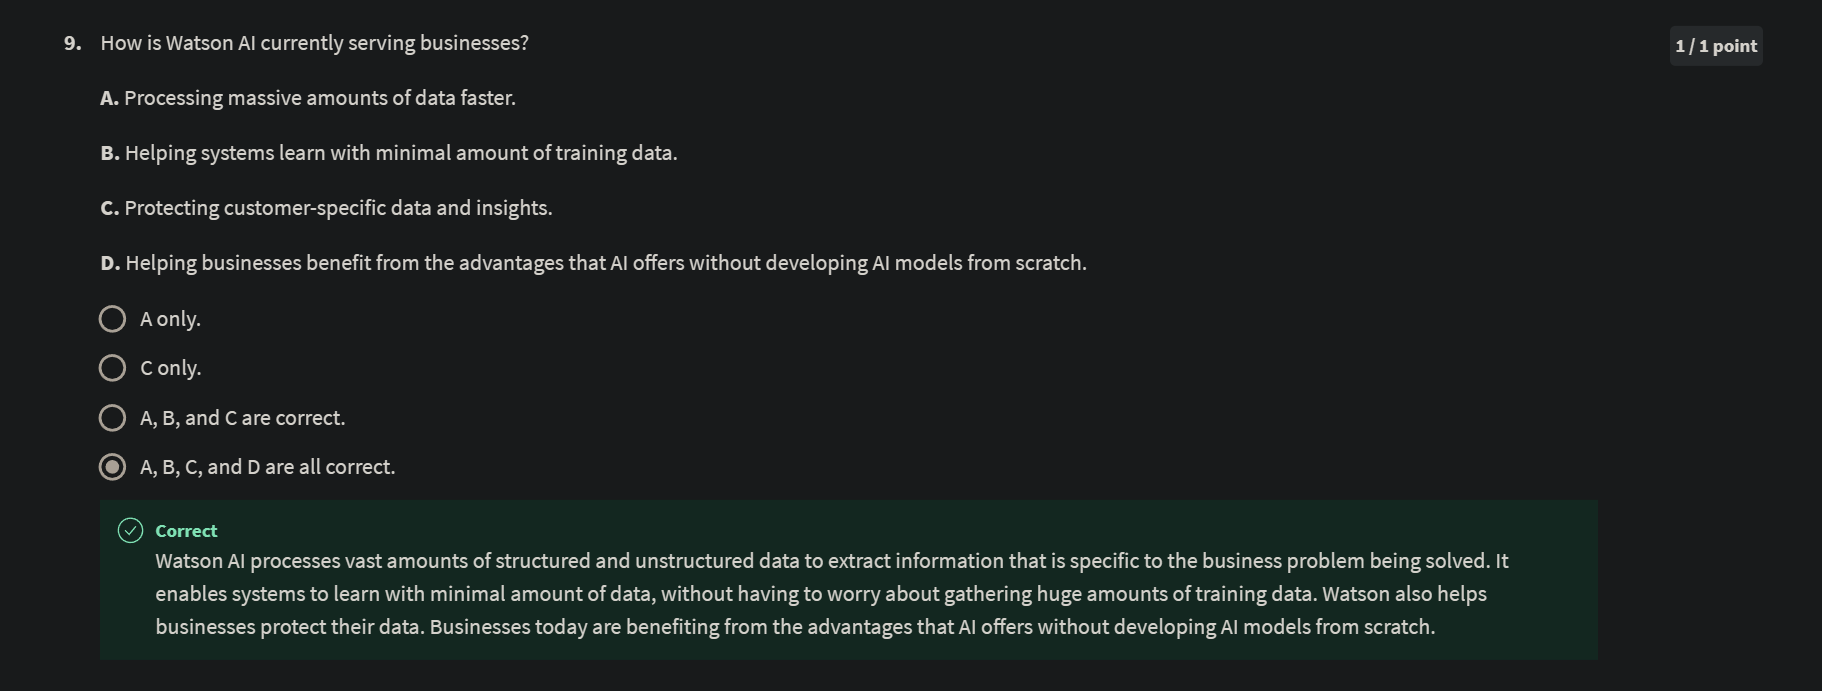 9. How is Watson AI currently serving businesses?
1 / 1 point
A. Processing massive amounts of data faster.
B. Helping systems learn with minimal amount of training data.
C. Protecting customer-specific data and insights.
D. Helping businesses benefit from the advantages that AI offers without developing AI models from scratch.
A only.
C only.
A, B, and C are correct.
A, B, C, and D are all correct.
Correct
Watson AI processes vast amounts of structured and unstructured data to extract information that is specific to the business problem being solved. It
enables systems to learn with minimal amount of data, without having to worry about gathering huge amounts of training data. Watson also helps
businesses protect their data. Businesses today are benefiting from the advantages that AI offers without developing AI models from scratch.